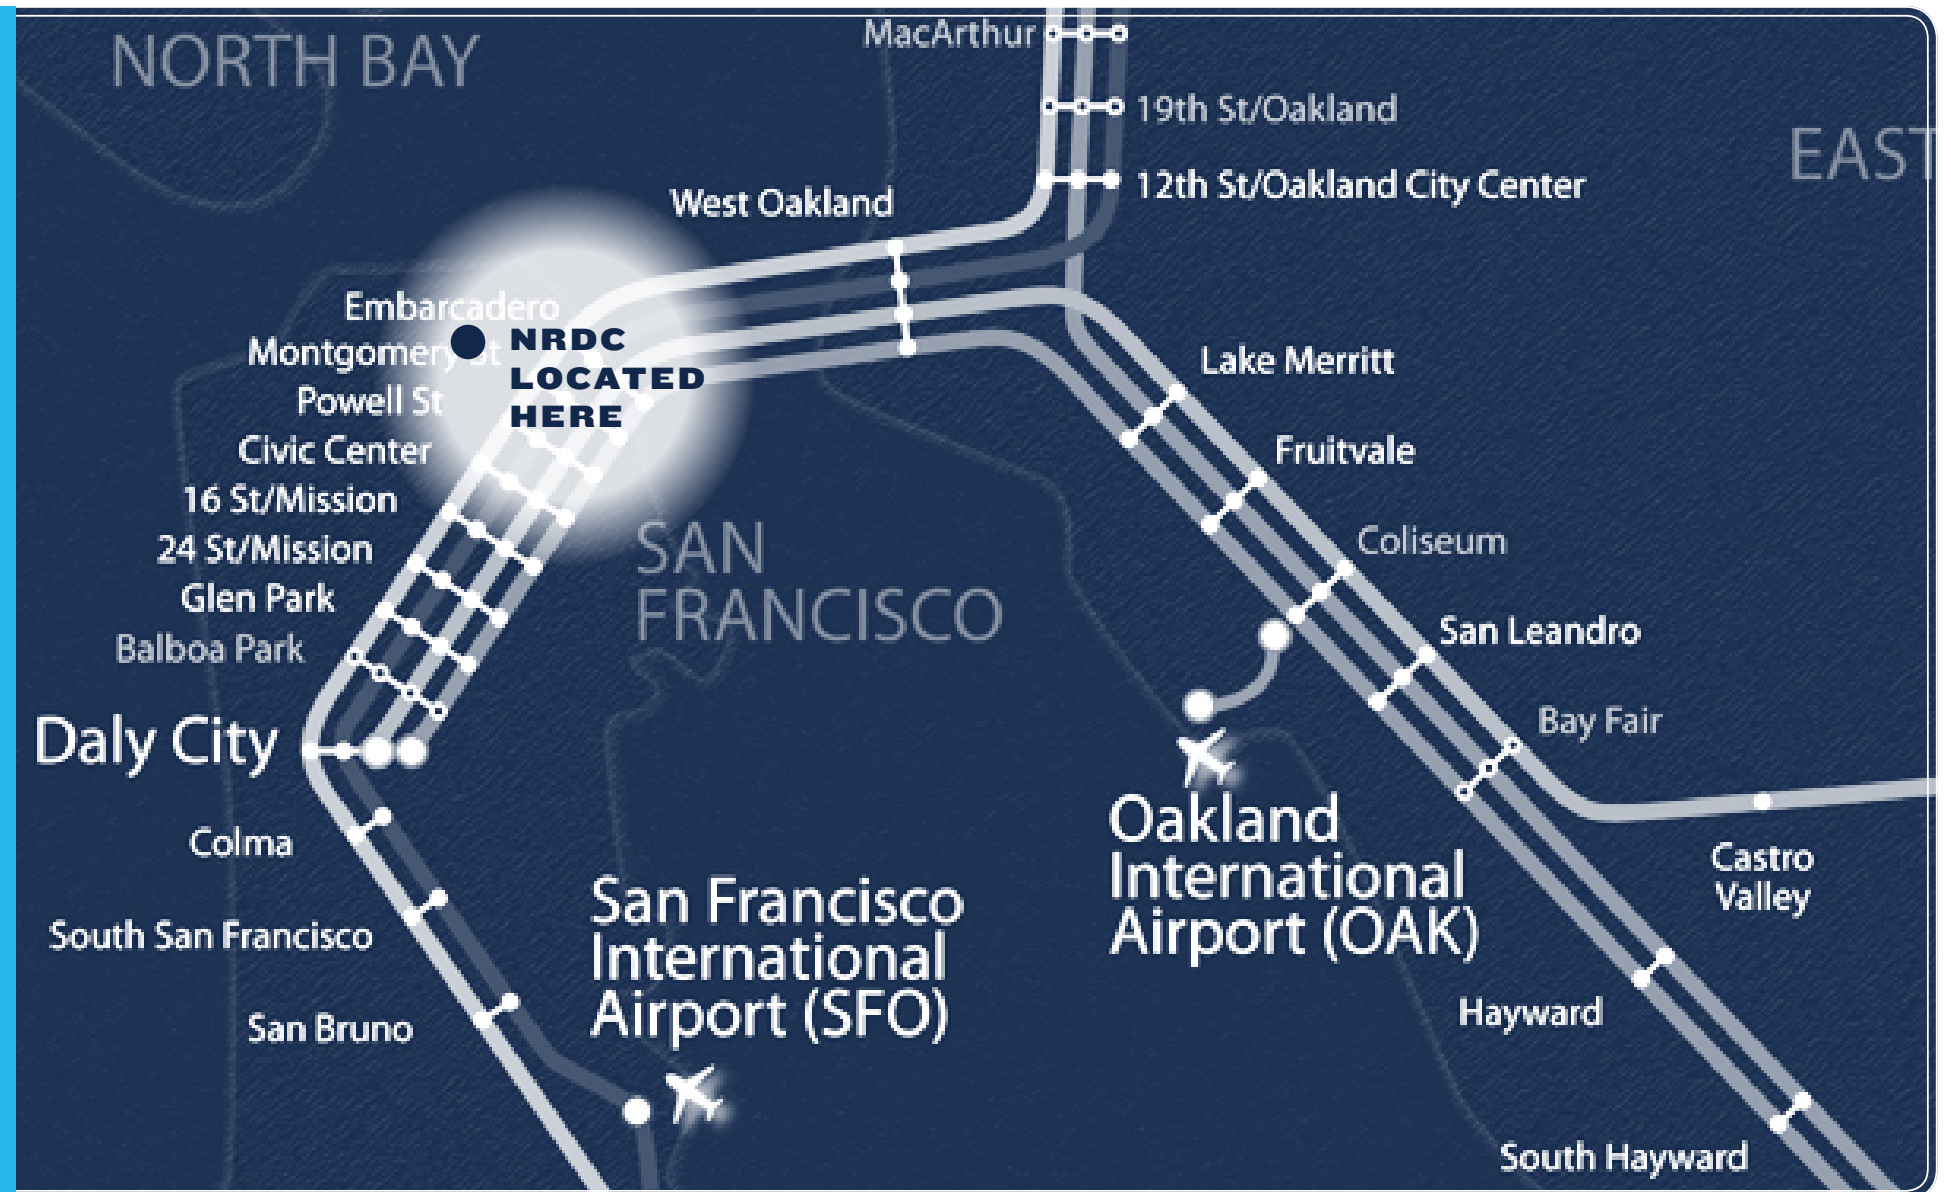 NORTH BAY
MacArthur
19th St/Oakland
EAST
12th St/Oakland City Center
West Oakland
Embarcadero
Montgomery St
NRDC
LOCATED
HERE
Powell St
Civic Center
16 St/Mission
24 St/Mission
Glen Park
Balboa Park
Daly City
Colma
South San Francisco
San Bruno
SAN
FRANCISCO
San Francisco
International
Airport (SFO)
Lake Merritt
Fruitvale
Coliseum
San Leandro
Bay Fair
Oakland
International
Airport (OAK)
Castro
Valley
Hayward
South Hayward